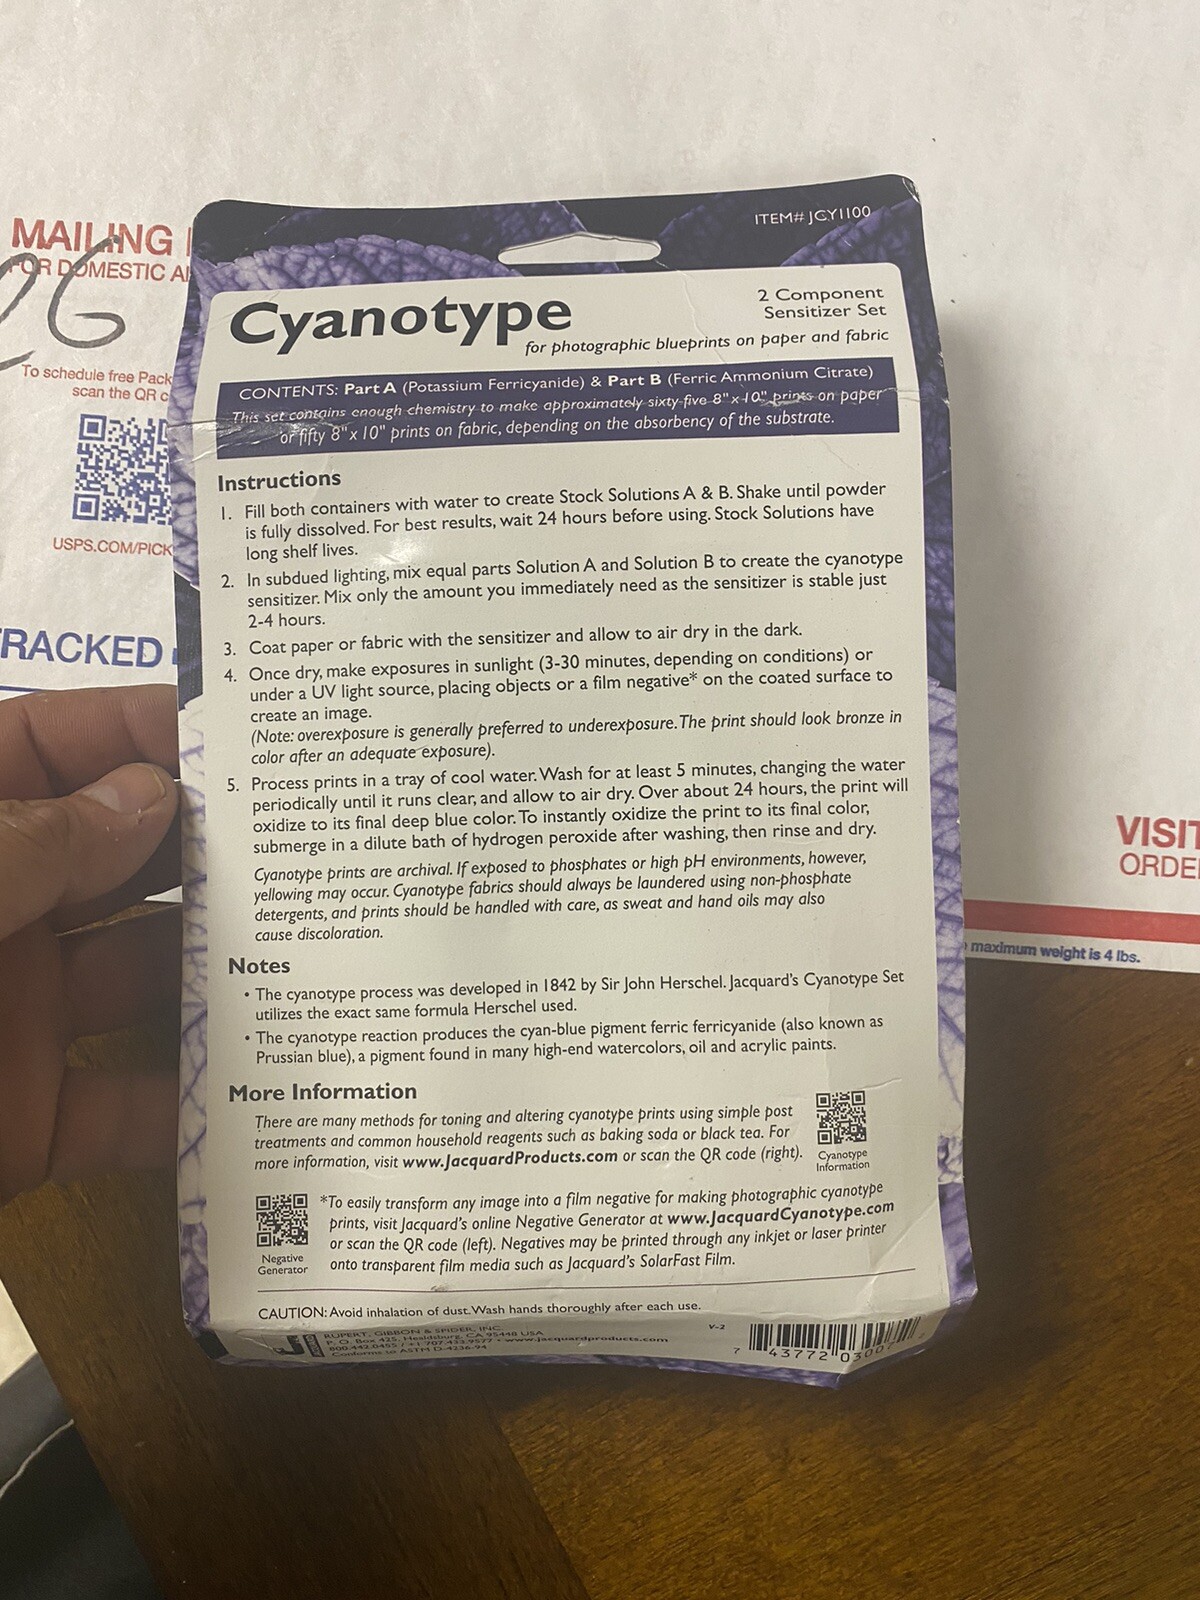 MAILING
FOR DOMESTIC A
26
To schedule free Pack
scan the QR c
USPS.COM/PICK
TRACKED
VISIT
ORDE
maximum weight is 4 lbs.
ITEM# JCY1100
Cyanotype
2 Component
Sensitizer Set
for photographic blueprints on paper and fabric
CONTENTS: Part A (Potassium Ferricyanide) & Part B (Ferric Ammonium Citrate)
This set contains enough chemistry to make approximately sixty-five 8" x 10" prints on paper
or fifty 8" x 10" prints on fabric, depending on the absorbency of the substrate.
Instructions
1. Fill both containers with water to create Stock Solutions A & B. Shake until powder
is fully dissolved. For best results, wait 24 hours before using. Stock Solutions have
long shelf lives.
2. In subdued lighting, mix equal parts Solution A and Solution B to create the cyanotype
sensitizer. Mix only the amount you immediately need as the sensitizer is stable just
2-4 hours.
3. Coat paper or fabric with the sensitizer and allow to air dry in the dark.
4. Once dry, make exposures in sunlight (3-30 minutes, depending on conditions) or
under a UV light source, placing objects or a film negative* on the coated surface to
create an image.
(Note: overexposure is generally preferred to underexposure. The print should look bronze in
color after an adequate exposure).
5. Process prints in a tray of cool water. Wash for at least 5 minutes, changing the water
periodically until it runs clear, and allow to air dry. Over about 24 hours, the print will
oxidize to its final deep blue color. To instantly oxidize the print to its final color,
submerge in a dilute bath of hydrogen peroxide after washing, then rinse and dry.
Cyanotype prints are archival. If exposed to phosphates or high pH environments, however,
yellowing may occur. Cyanotype fabrics should always be laundered using non-phosphate
detergents, and prints should be handled with care, as sweat and hand oils may also
cause discoloration.
Notes
• The cyanotype process was developed in 1842 by Sir John Herschel. Jacquard's Cyanotype Set
utilizes the exact same formula Herschel used.
• The cyanotype reaction produces the cyan-blue pigment ferric ferricyanide (also known as
Prussian blue), a pigment found in many high-end watercolors, oil and acrylic paints.
More Information
There are many methods for toning and altering cyanotype prints using simple post
treatments and common household reagents such as baking soda or black tea. For
more information, visit www.JacquardProducts.com or scan the QR code (right).
Cyanotype
Information
*To easily transform any image into a film negative for making photographic cyanotype
prints, visit Jacquard's online Negative Generator at www.JacquardCyanotype.com
or scan the QR code (left). Negatives may be printed through any inkjet or laser printer
onto transparent film media such as Jacquard's SolarFast Film.
Negative
Generator
CAUTION: Avoid inhalation of dust. Wash hands thoroughly after each use.
RUPERT, GIBBON & SPIDER, INC.
P. O. Box 425, Healdsburg, CA 95448 USA
800.442.0455 / +1 707.433.9577 • www.jacquardproducts.com
Conforms to ASTM D-4236-94
V-2
7 43772 0300